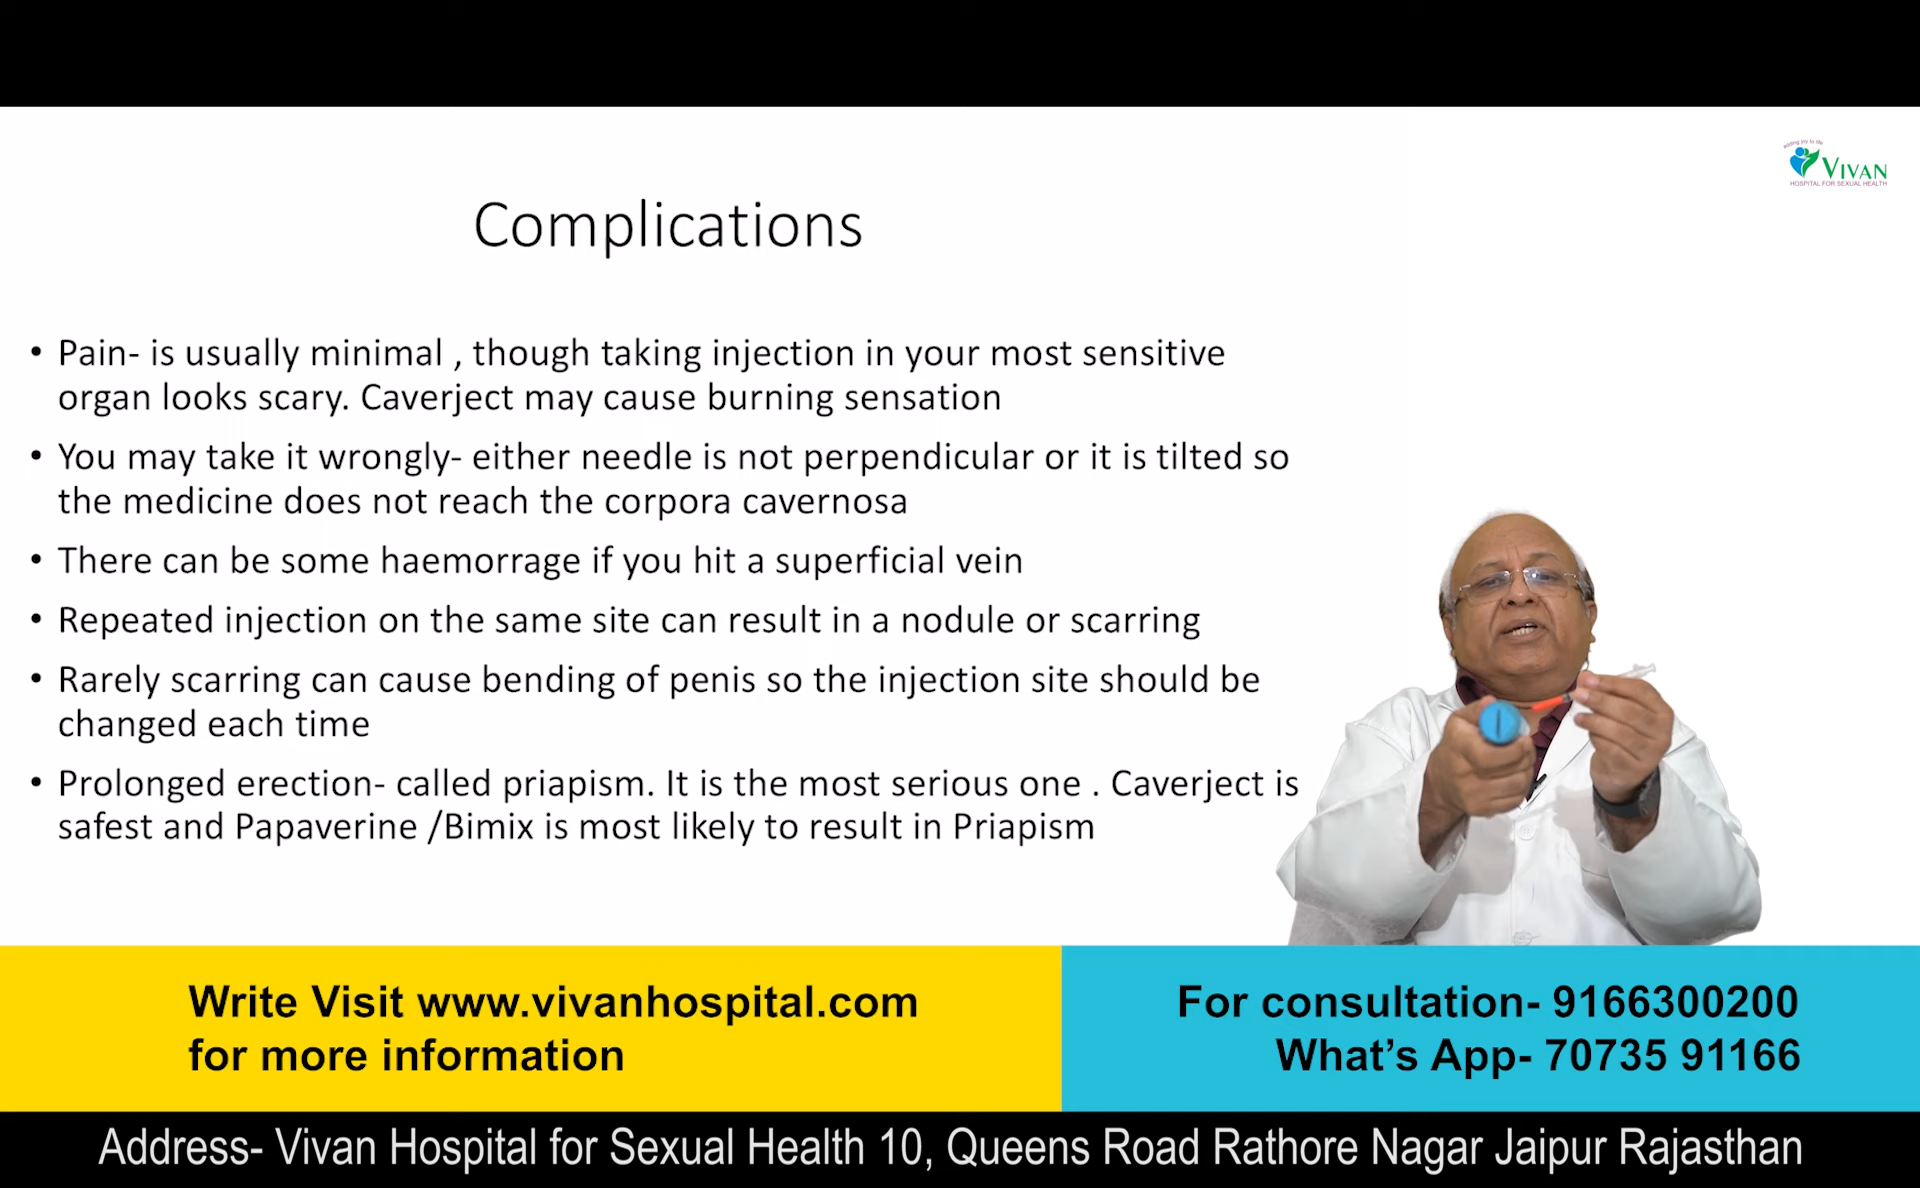 adding joy to life
VIVAN
HOSPITAL FOR SEXUAL HEALTH
Complications
• Pain- is usually minimal , though taking injection in your most sensitive
organ looks scary. Caverject may cause burning sensation
• You may take it wrongly- either needle is not perpendicular or it is tilted so
the medicine does not reach the corpora cavernosa
• There can be some haemorrage if you hit a superficial vein
• Repeated injection on the same site can result in a nodule or scarring
• Rarely scarring can cause bending of penis so the injection site should be
changed each time
• Prolonged erection- called priapism. It is the most serious one . Caverject is
safest and Papaverine /Bimix is most likely to result in Priapism
Write Visit www.vivanhospital.com
for more information
For consultation- 9166300200
What’s App- 70735 91166
Address- Vivan Hospital for Sexual Health 10, Queens Road Rathore Nagar Jaipur Rajasthan